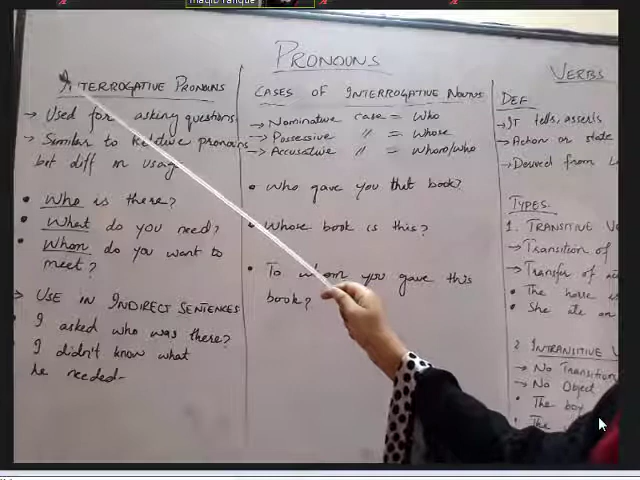 PRONOUNS
INTERROGATIVE PRONOUNS
→ Used for asking questions
→ Similar to relative pronouns
but diff in usage
• Who is there?
• What do you need?
• Whom do you want to
meet?
→ USE IN INDIRECT SENTENCES
• I asked who was there?
• I didn't know what
he needed-
CASES OF INTERROGATIVE NOUNS
→ Nominative case = Who
→ Possessive " = Whose
→ Accusative " = Whom/who
• Who gave you that book?
• Whose book is this?
• To whom you gave this
book?
VERBS
DEF
→ IT tells, asserts
→ Action or state
→ Derived from
TYPES
1. TRANSITIVE
→ Transition of
→ Transfer of
• The horse
• She ate an
2 INTRANSITIVE
→ No Transition
→ No Object
• The boy
• The